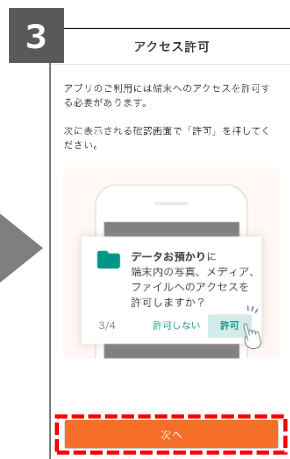 3
アクセス許可
アプリのご利用には端末へのアクセスを許可す
る必要があります。
次に表示される確認画面で「許可」を押してく
ださい。
データお預かりに
端末内の写真、メディア、
ファイルへのアクセスを
許可しますか？
3/4 許可しない 許可
次へ